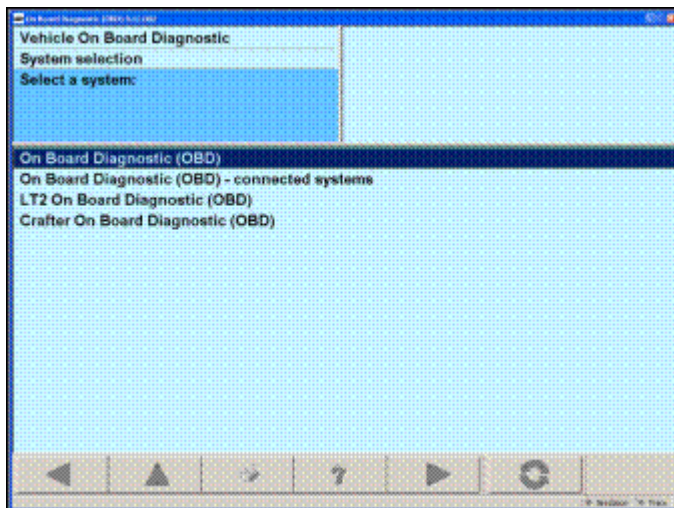 Vehicle On Board Diagnostic
System selection
Select a system:
On Board Diagnostic (OBD)
On Board Diagnostic (OBD) - connected systems
LT2 On Board Diagnostic (OBD)
Crafter On Board Diagnostic (OBD)
?